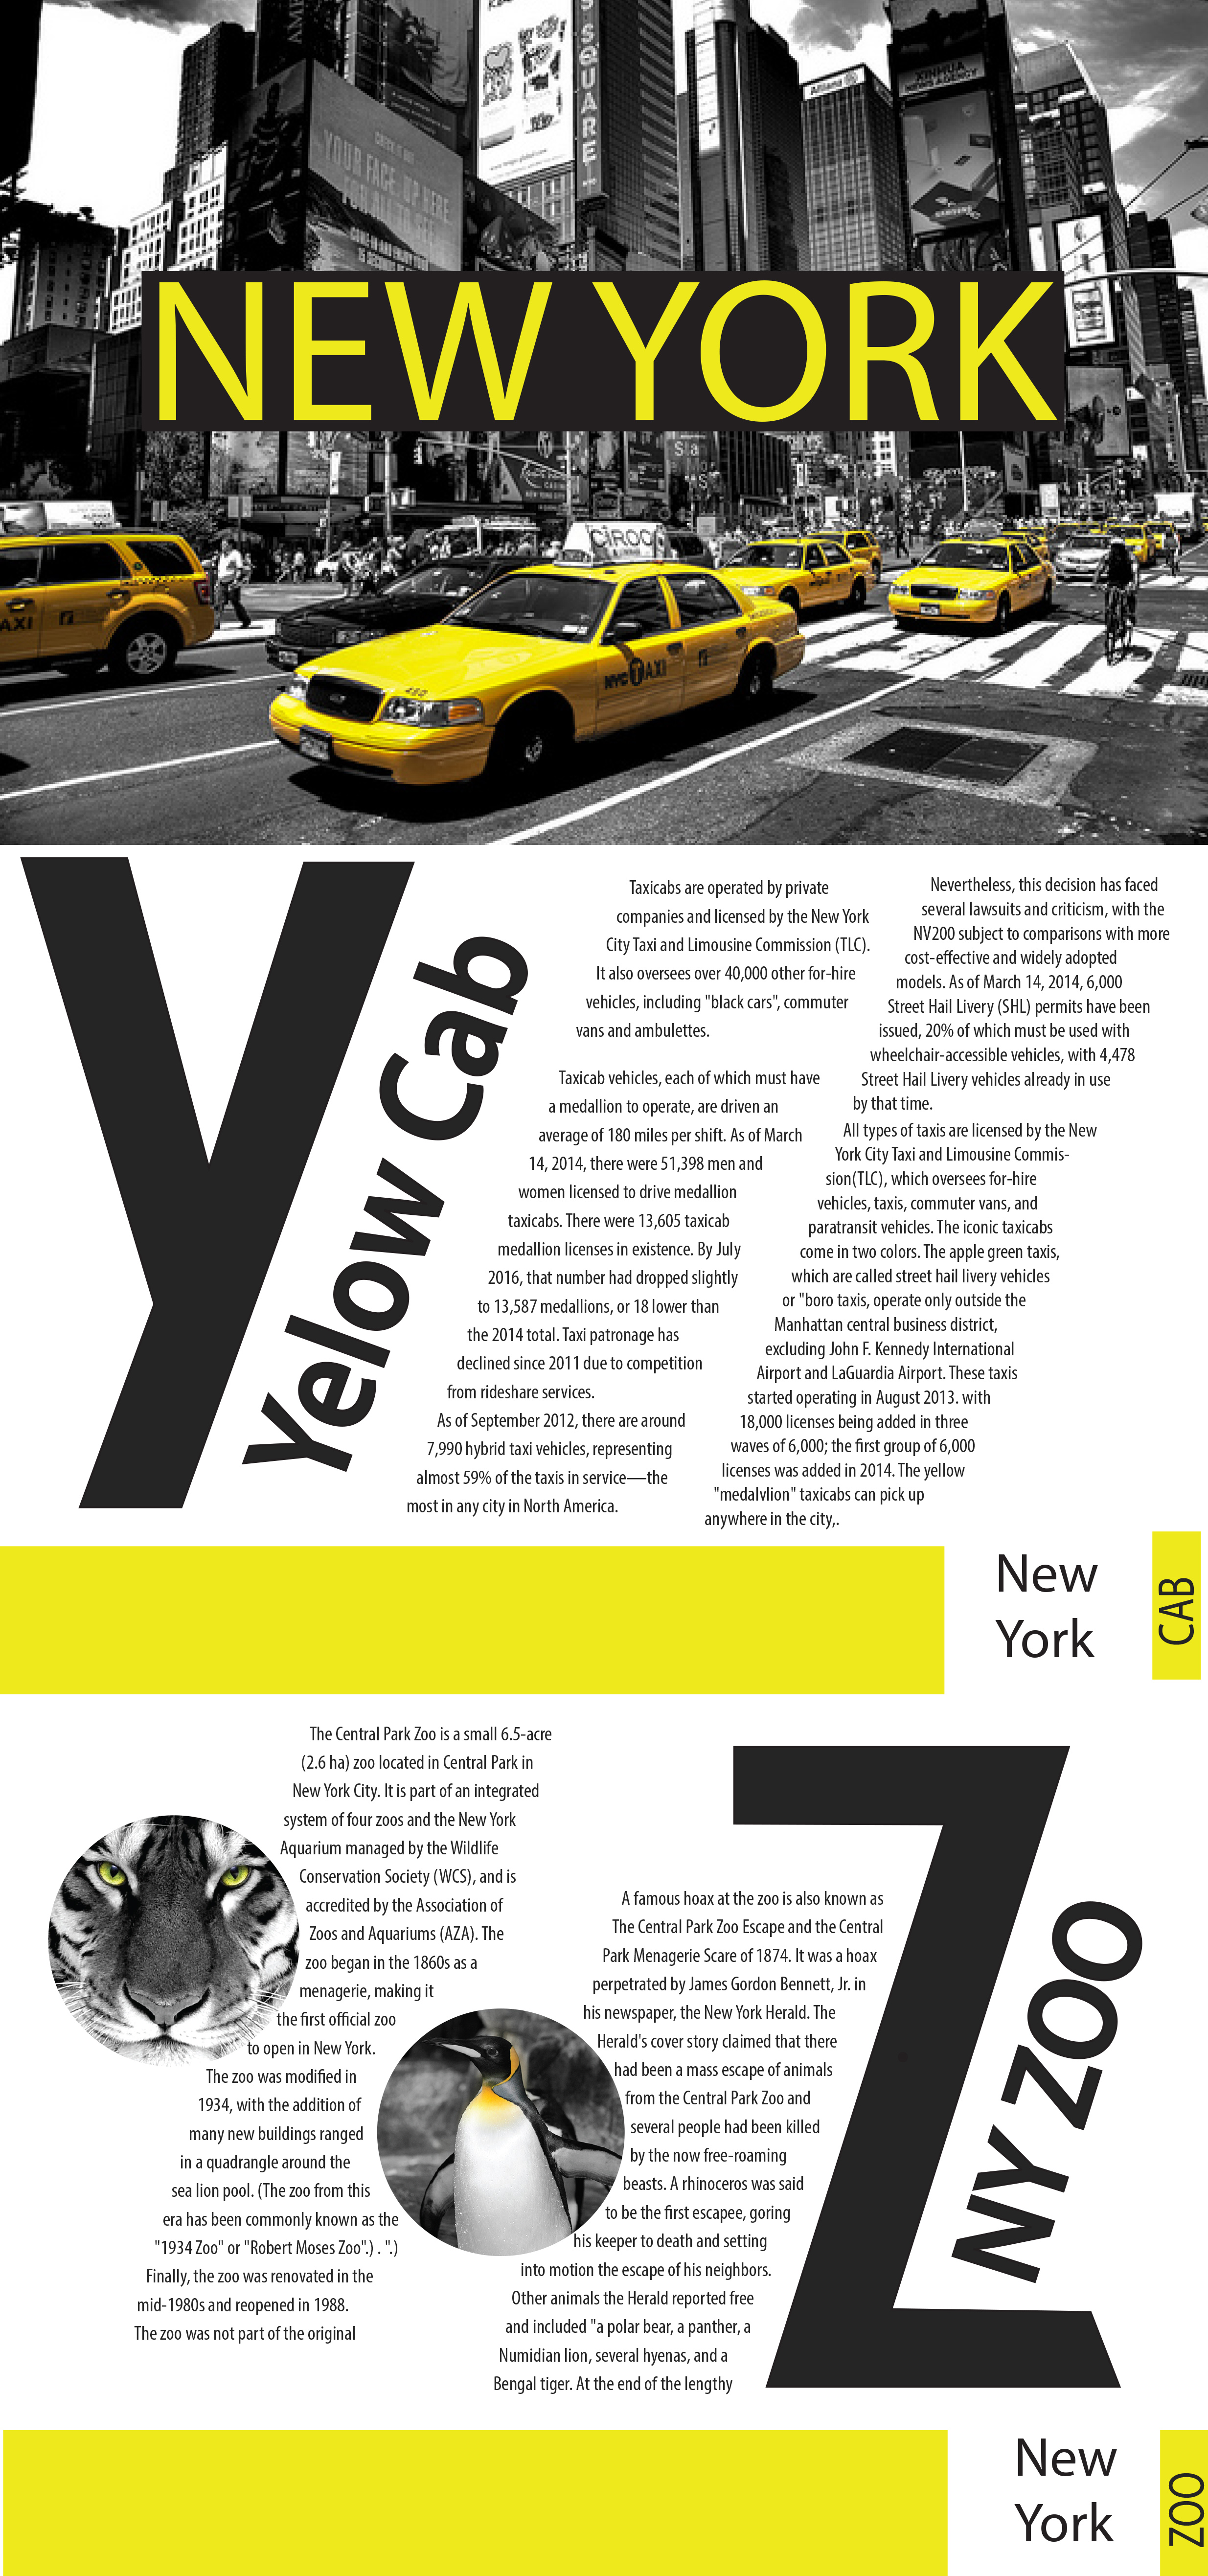 S SQUARE
Allianz
XINHUA
NEWS AGENCY
CHECK IT OUT
YOUR FACE UP HERE
SAMSUNG
NEW YORK
HYUNDAI
CIROC
TAXI
NYC TAXI
Yelow Cab
Y
Taxicabs are operated by private
companies and licensed by the New York
City Taxi and Limousine Commission (TLC).
It also oversees over 40,000 other for-hire
vehicles, including "black cars", commuter
vans and ambulettes.
Taxicab vehicles, each of which must have
a medallion to operate, are driven an
average of 180 miles per shift. As of March
14, 2014, there were 51,398 men and
women licensed to drive medallion
taxicabs. There were 13,605 taxicab
medallion licenses in existence. By July
2016, that number had dropped slightly
to 13,587 medallions, or 18 lower than
the 2014 total. Taxi patronage has
declined since 2011 due to competition
from rideshare services.
As of September 2012, there are around
7,990 hybrid taxi vehicles, representing
almost 59% of the taxis in service—the
most in any city in North America.
Nevertheless, this decision has faced
several lawsuits and criticism, with the
NV200 subject to comparisons with more
cost-effective and widely adopted
models. As of March 14, 2014, 6,000
Street Hail Livery (SHL) permits have been
issued, 20% of which must be used with
wheelchair-accessible vehicles, with 4,478
Street Hail Livery vehicles already in use
by that time.
All types of taxis are licensed by the New
York City Taxi and Limousine Commis-
sion(TLC), which oversees for-hire
vehicles, taxis, commuter vans, and
paratransit vehicles. The iconic taxicabs
come in two colors. The apple green taxis,
which are called street hail livery vehicles
or "boro taxis, operate only outside the
Manhattan central business district,
excluding John F. Kennedy International
Airport and LaGuardia Airport. These taxis
started operating in August 2013. with
18,000 licenses being added in three
waves of 6,000; the first group of 6,000
licenses was added in 2014. The yellow
"medalvlion" taxicabs can pick up
anywhere in the city,.
New
York
CAB
The Central Park Zoo is a small 6.5-acre
(2.6 ha) zoo located in Central Park in
New York City. It is part of an integrated
system of four zoos and the New York
Aquarium managed by the Wildlife
Conservation Society (WCS), and is
accredited by the Association of
Zoos and Aquariums (AZA). The
zoo began in the 1860s as a
menagerie, making it
the first official zoo
to open in New York.
The zoo was modified in
1934, with the addition of
many new buildings ranged
in a quadrangle around the
sea lion pool. (The zoo from this
era has been commonly known as the
"1934 Zoo" or "Robert Moses Zoo".) . ".)
Finally, the zoo was renovated in the
mid-1980s and reopened in 1988.
The zoo was not part of the original
A famous hoax at the zoo is also known as
The Central Park Zoo Escape and the Central
Park Menagerie Scare of 1874. It was a hoax
perpetrated by James Gordon Bennett, Jr. in
his newspaper, the New York Herald. The
Herald's cover story claimed that there
had been a mass escape of animals
from the Central Park Zoo and
several people had been killed
by the now free-roaming
beasts. A rhinoceros was said
to be the first escapee, goring
his keeper to death and setting
into motion the escape of his neighbors.
Other animals the Herald reported free
and included "a polar bear, a panther, a
Numidian lion, several hyenas, and a
Bengal tiger. At the end of the lengthy
Z
NY ZOO
New
York
ZOO